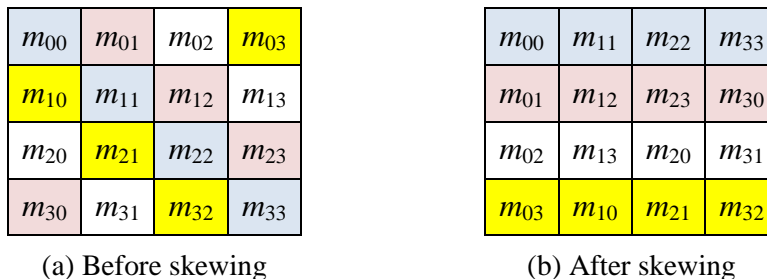 m00 m01 m02 m03
m10 m11 m12 m13
m20 m21 m22 m23
m30 m31 m32 m33
(a) Before skewing
m00 m11 m22 m33
m01 m12 m23 m30
m02 m13 m20 m31
m03 m10 m21 m32
(b) After skewing